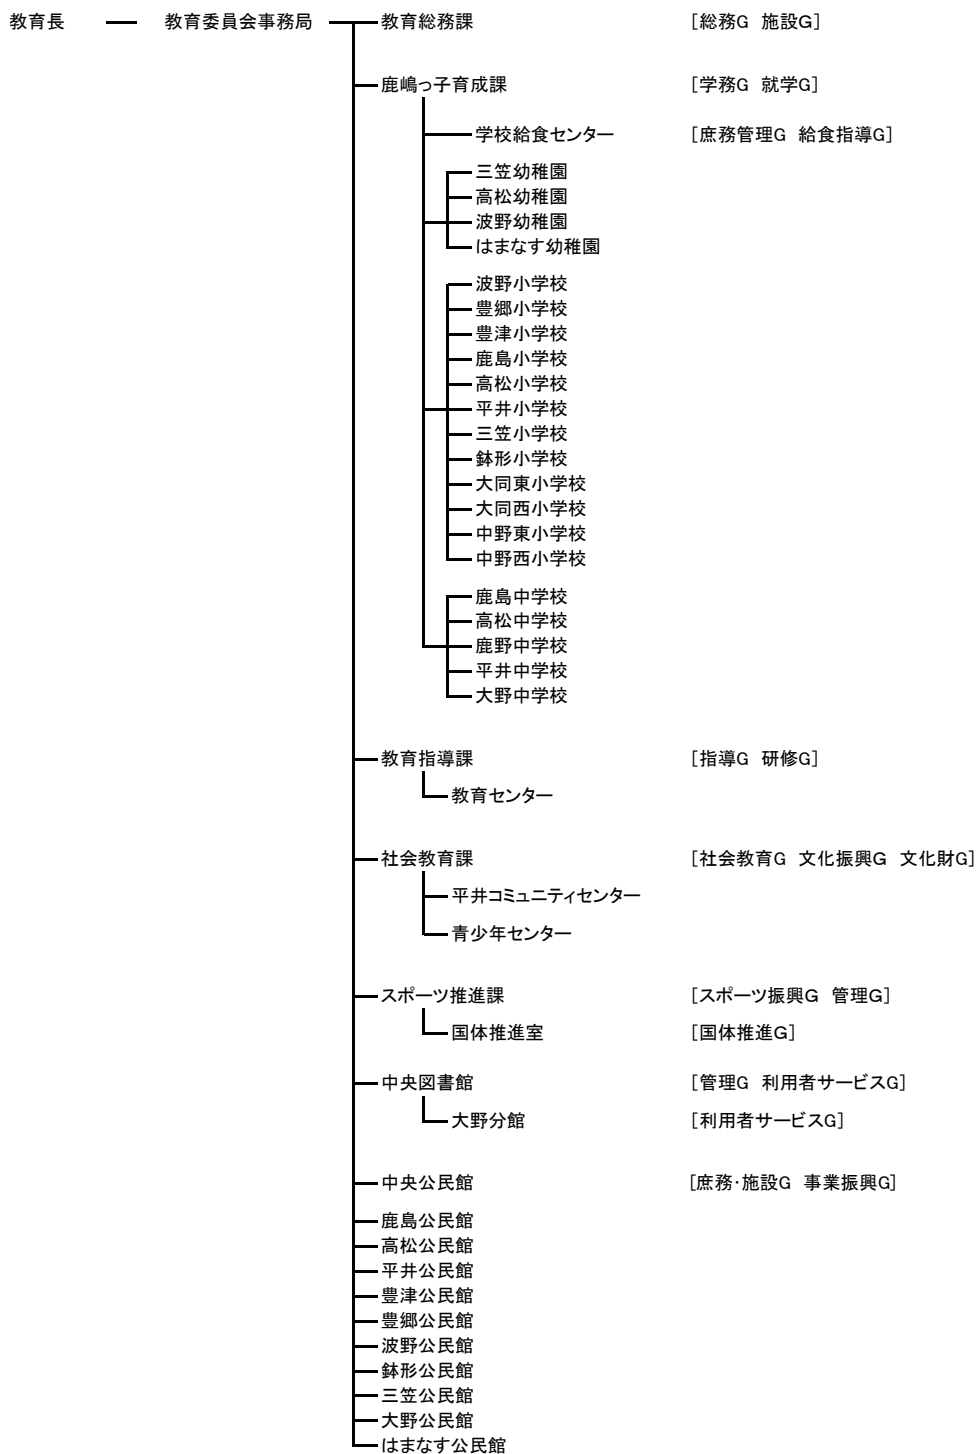 教育長 教育委員会事務局 教育総務課 [総務G 施設G]
鹿嶋っ子育成課 [学務G 就学G]
学校給食センター [庶務管理G 給食指導G]
三笠幼稚園
高松幼稚園
波野幼稚園
はまなす幼稚園
波野小学校
豊郷小学校
豊津小学校
鹿島小学校
高松小学校
平井小学校
三笠小学校
鉢形小学校
大同東小学校
大同西小学校
中野東小学校
中野西小学校
鹿島中学校
高松中学校
鹿野中学校
平井中学校
大野中学校
教育指導課 [指導G 研修G]
教育センター
社会教育課 [社会教育G 文化振興G 文化財G]
平井コミュニティセンター
青少年センター
スポーツ推進課 [スポーツ振興G 管理G]
国体推進室 [国体推進G]
中央図書館 [管理G 利用者サービスG]
大野分館 [利用者サービスG]
中央公民館 [庶務・施設G 事業振興G]
鹿島公民館
高松公民館
平井公民館
豊津公民館
豊郷公民館
波野公民館
鉢形公民館
三笠公民館
大野公民館
はまなす公民館